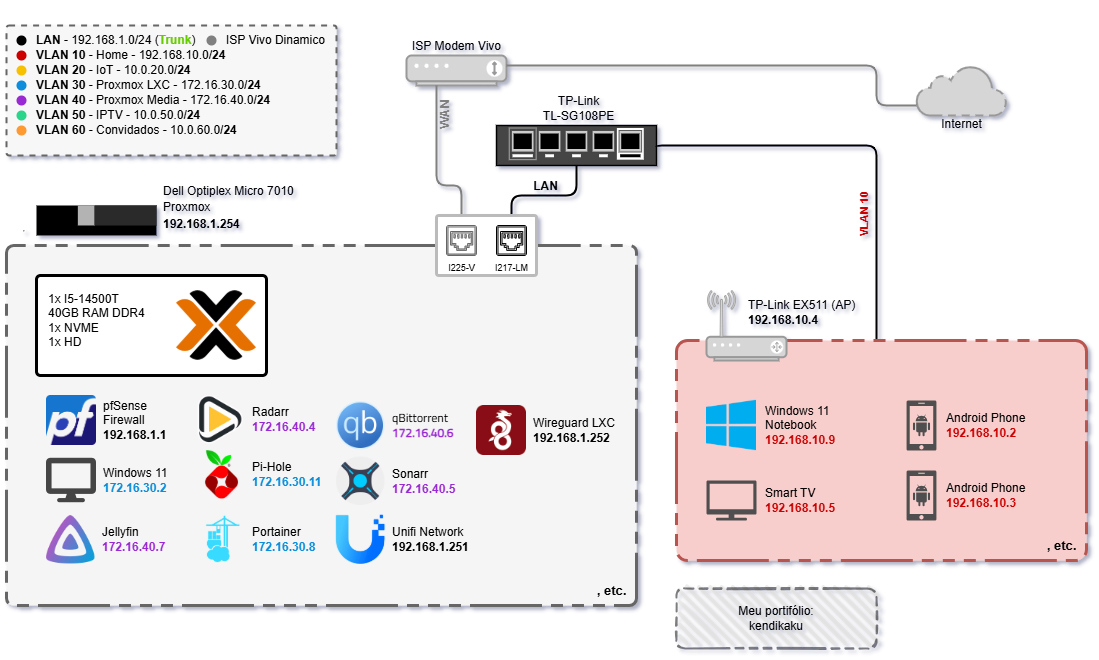 LAN - 192.168.1.0/24 (Trunk) ISP Vivo Dinamico
VLAN 10 - Home - 192.168.10.0/24
VLAN 20 - IoT - 10.0.20.0/24
VLAN 30 - Proxmox LXC - 172.16.30.0/24
VLAN 40 - Proxmox Media - 172.16.40.0/24
VLAN 50 - IPTV - 10.0.50.0/24
VLAN 60 - Convidados - 10.0.60.0/24
ISP Modem Vivo
Internet
WAN
TP-Link
TL-SG108PE
LAN
VLAN 10
Dell Optiplex Micro 7010
Proxmox
192.168.1.254
I225-V
I217-LM
1x I5-14500T
40GB RAM DDR4
1x NVME
1x HD
pf
pfSense
Firewall
192.168.1.1
Radarr
172.16.40.4
qb
qBittorrent
172.16.40.6
Wireguard LXC
192.168.1.252
Windows 11
172.16.30.2
Pi-Hole
172.16.30.11
Sonarr
172.16.40.5
Jellyfin
172.16.40.7
Portainer
172.16.30.8
Unifi Network
192.168.1.251
, etc.
TP-Link EX511 (AP)
192.168.10.4
Windows 11
Notebook
192.168.10.9
Android Phone
192.168.10.2
Smart TV
192.168.10.5
Android Phone
192.168.10.3
, etc.
Meu portifólio:
kendikaku